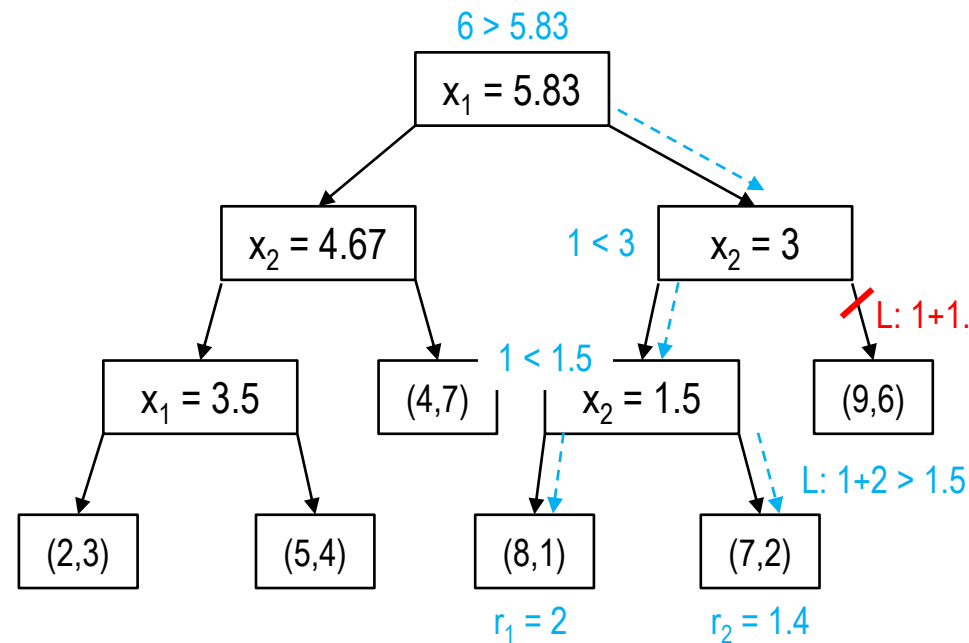 6 > 5.83
x₁ = 5.83
x₂ = 4.67
1 < 3
x₂ = 3
L: 1+1.
1 < 1.5
x₁ = 3.5
(4,7)
x₂ = 1.5
(9,6)
L: 1+2 > 1.5
(2,3)
(5,4)
(8,1)
(7,2)
r₁ = 2
r₂ = 1.4